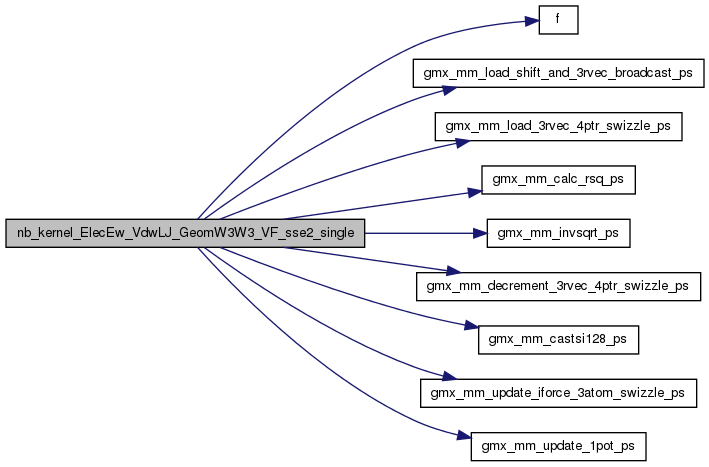 f
gmx_mm_load_shift_and_3rvec_broadcast_ps
gmx_mm_load_3rvec_4ptr_swizzle_ps
gmx_mm_calc_rsq_ps
nb_kernel_ElecEw_VdwLJ_GeomW3W3_VF_sse2_single
gmx_mm_invsqrt_ps
gmx_mm_decrement_3rvec_4ptr_swizzle_ps
gmx_mm_castsi128_ps
gmx_mm_update_iforce_3atom_swizzle_ps
gmx_mm_update_1pot_ps